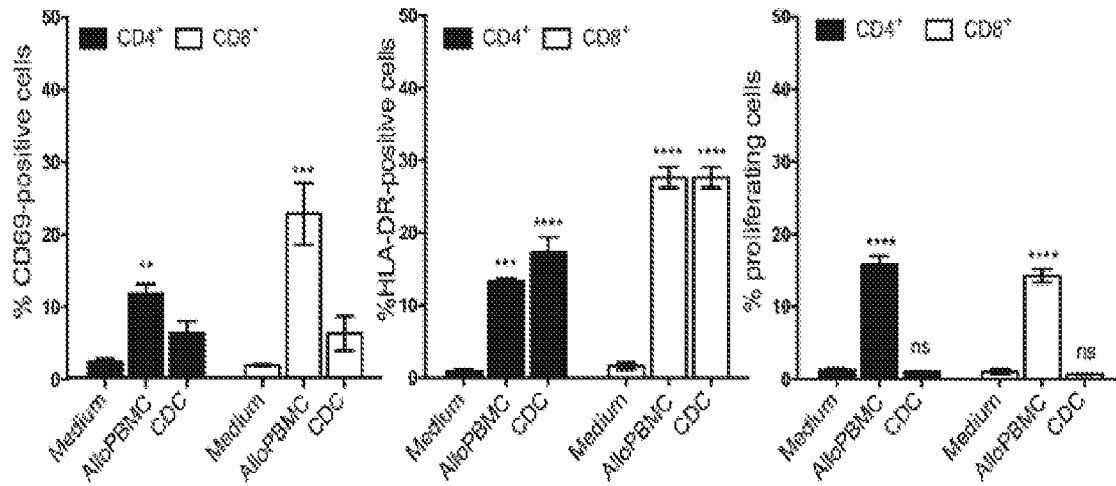 % CD69-positive cells
50
40
30
20
10
0
CD4+ CD8+
**
***
Medium AlloPBMC CDC Medium AlloPBMC CDC
%HLA-DR-positive cells
50
40
30
20
10
0
CD4+ CD8+
***
****
****
****
Medium AlloPBMC CDC Medium AlloPBMC CDC
% proliferating cells
50
40
30
20
10
0
CD4+ CD8+
****
ns
****
ns
Medium AlloPBMC CDC Medium AlloPBMC CDC